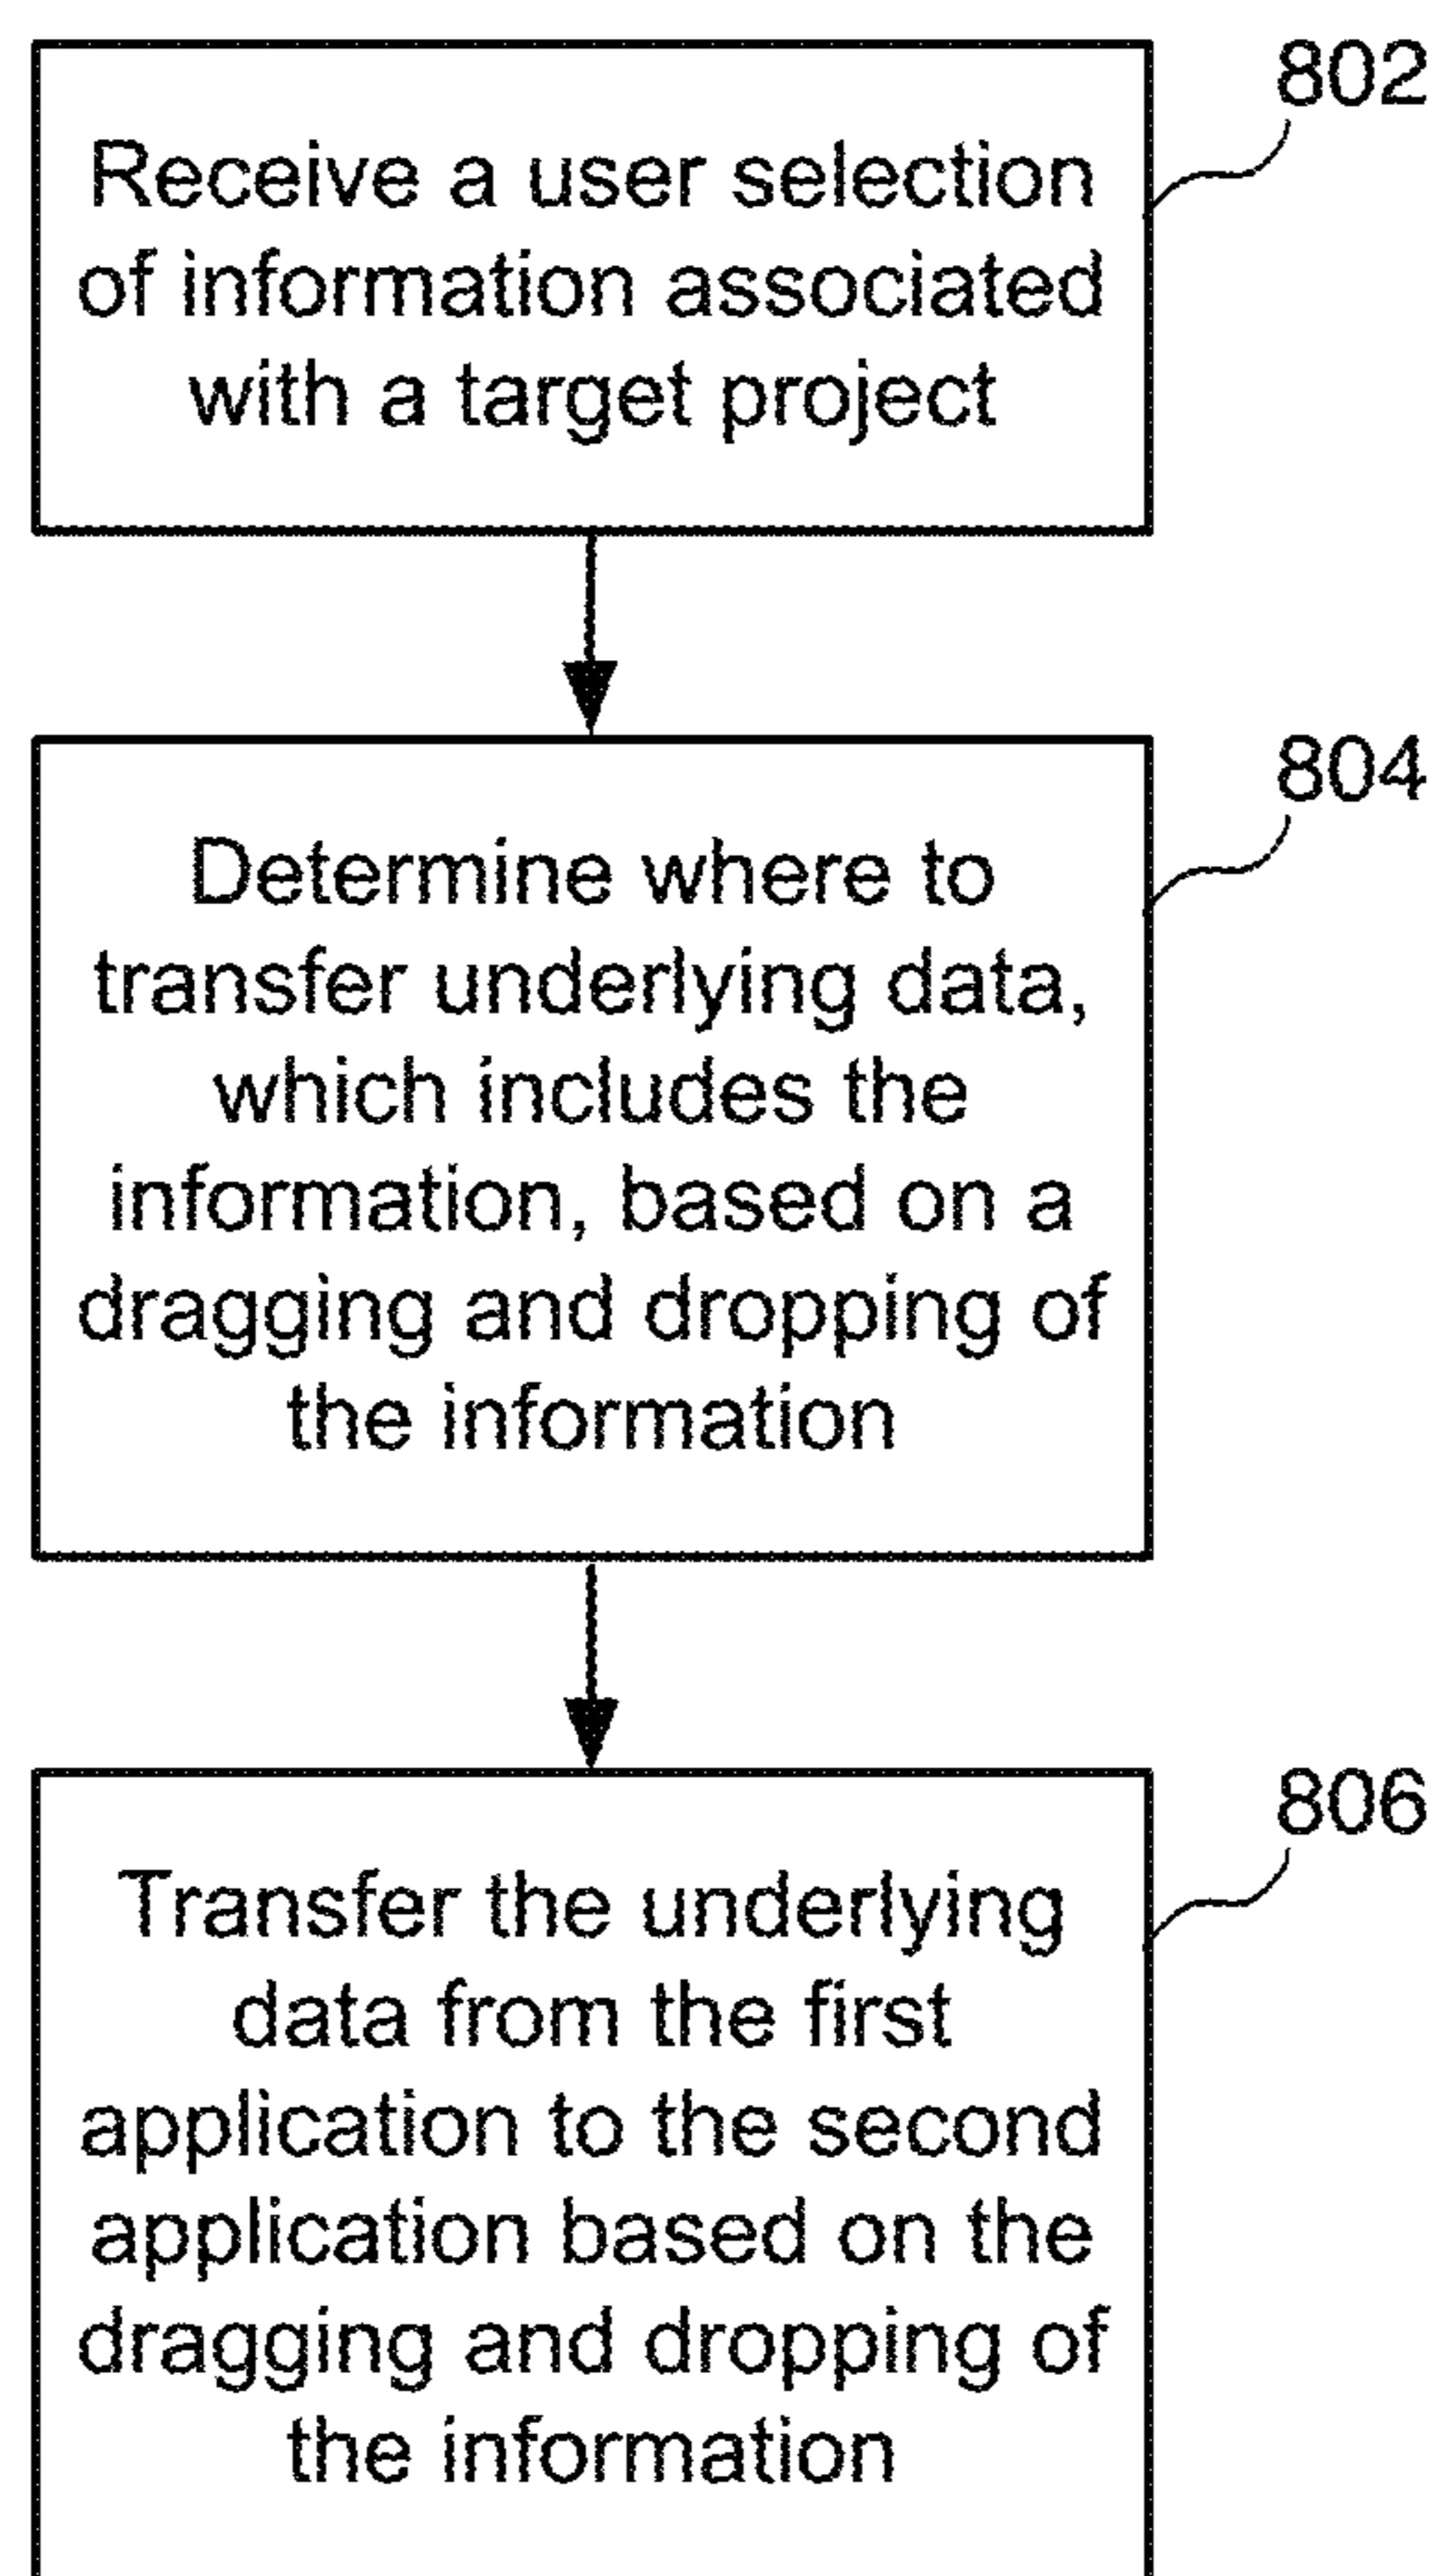 802
Receive a user selection
of information associated
with a target project
804
Determine where to
transfer underlying data,
which includes the
information, based on a
dragging and dropping of
the information
806
Transfer the underlying
data from the first
application to the second
application based on the
dragging and dropping of
the information